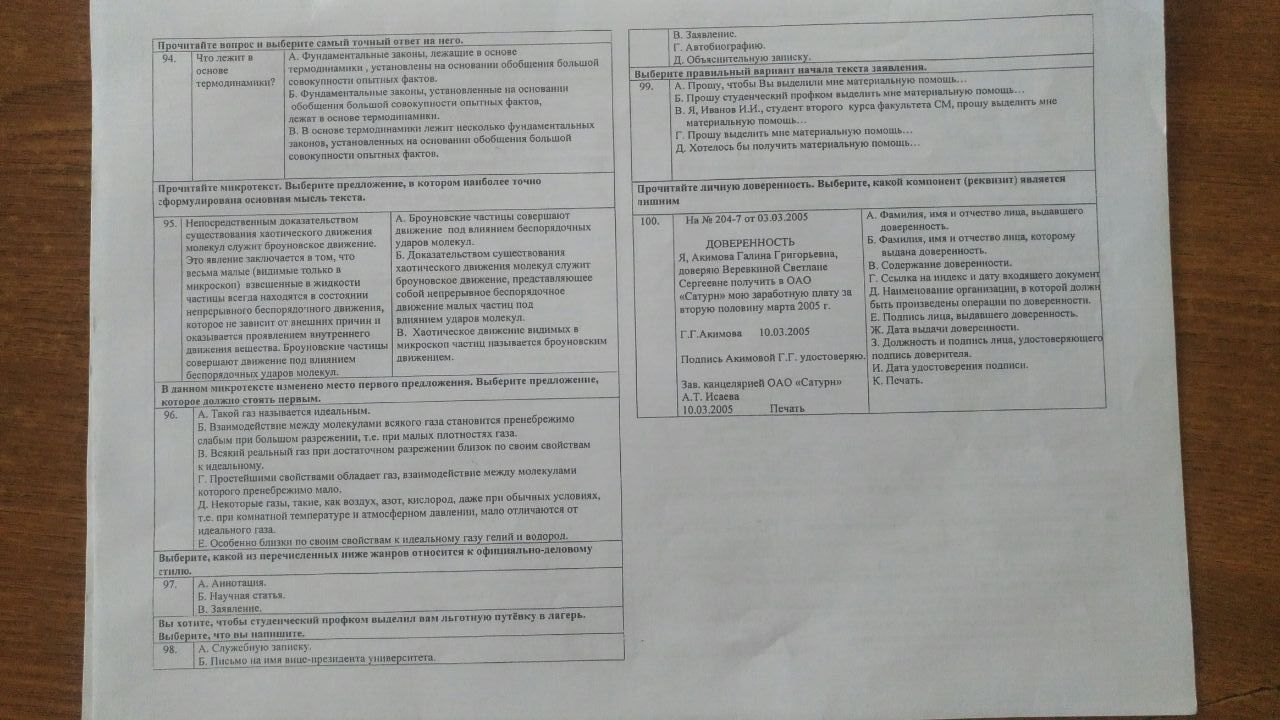 Прочитайте вопрос и выберите самый точный ответ на него.
94.
Что лежит в
основе
термодинамики?
А. Фундаментальные законы, лежащие в основе
термодинамики , установлены на основании обобщения большой
совокупности опытных фактов.
Б. Фундаментальные законы, установленные на основании
обобщения большой совокупности опытных фактов,
лежат в основе термодинамики.
В. В основе термодинамики лежит несколько фундаментальных
законов, установленных на основании обобщения большой
совокупности опытных фактов.
Прочитайте микротекст. Выберите предложение, в котором наиболее точно
сформулирована основная мысль текста.
95.
Непосредственным доказательством
существования хаотического движения
молекул служит броуновское движение.
Это явление заключается в том, что
весьма малые (видимые только в
микроскоп) взвешенные в жидкости
частицы всегда находятся в состоянии
непрерывного беспорядочного движения,
которое не зависит от внешних причин и
оказывается проявлением внутреннего
движения вещества. Броуновские частицы
совершают движение под влиянием
беспорядочных ударов молекул.
А. Броуновские частицы совершают
движение под влиянием беспорядочных
ударов молекул.
Б. Доказательством существования
хаотического движения молекул служит
броуновское движение, представляющее
собой непрерывное беспорядочное
движение малых частиц под
влиянием ударов молекул.
В. Хаотическое движение видимых в
микроскоп частиц называется броуновским
движением.
В данном микротексте изменено место первого предложения. Выберите предложение,
которое должно стоять первым.
96.
А. Такой газ называется идеальным.
Б. Взаимодействие между молекулами всякого газа становится пренебрежимо
слабым при большом разрежении, т.е. при малых плотностях газа.
В. Всякий реальный газ при достаточном разрежении близок по своим свойствам
к идеальному.
Г. Простейшими свойствами обладает газ, взаимодействие между молекулами
которого пренебрежимо мало.
Д. Некоторые газы, такие, как воздух, азот, кислород, даже при обычных условиях,
т.е. при комнатной температуре и атмосферном давлении, мало отличаются от
идеального газа.
Е. Особенно близки по своим свойствам к идеальному газу гелий и водород.
Выберите, какой из перечисленных ниже жанров относится к официально-деловому
стилю.
97.
А. Аннотация.
Б. Научная статья.
В. Заявление.
Вы хотите, чтобы студенческий профком выделил вам льготную путёвку в лагерь.
Выберите, что вы напишите.
98.
А. Служебную записку.
Б. Письмо на имя вице-президента университета.
В. Заявление.
Г. Автобиографию.
Д. Объяснительную записку.
Выберите правильный вариант начала текста заявления.
99.
А. Прошу, чтобы Вы выделили мне материальную помощь…
Б. Прошу студенческий профком выделить мне материальную помощь…
В. Я, Иванов И.И., студент второго курса факультета СМ, прошу выделить мне
материальную помощь…
Г. Прошу выделить мне материальную помощь…
Д. Хотелось бы получить материальную помощь…
Прочитайте личную доверенность. Выберите, какой компонент (реквизит) является
лишним
100.
На № 204-7 от 03.03.2005
ДОВЕРЕННОСТЬ
Я, Акимова Галина Григорьевна,
доверяю Веревкиной Светлане
Сергеевне получить в ОАО
«Сатурн» мою заработную плату за
вторую половину марта 2005 г.
Г.Г.Акимова 10.03.2005
Подпись Акимовой Г.Г. удостоверяю.
Зав. канцелярией ОАО «Сатурн»
А.Т. Исаева
10.03.2005 Печать
А. Фамилия, имя и отчество лица, выдавшего
доверенность.
Б. Фамилия, имя и отчество лица, которому
выдана доверенность.
В. Содержание доверенности.
Г. Ссылка на индекс и дату входящего документ
Д. Наименование организации, в которой должн
быть произведены операции по доверенности.
Е. Подпись лица, выдавшего доверенность.
Ж. Дата выдачи доверенности.
З. Должность и подпись лица, удостоверяющего
подпись доверителя.
И. Дата удостоверения подписи.
К. Печать.